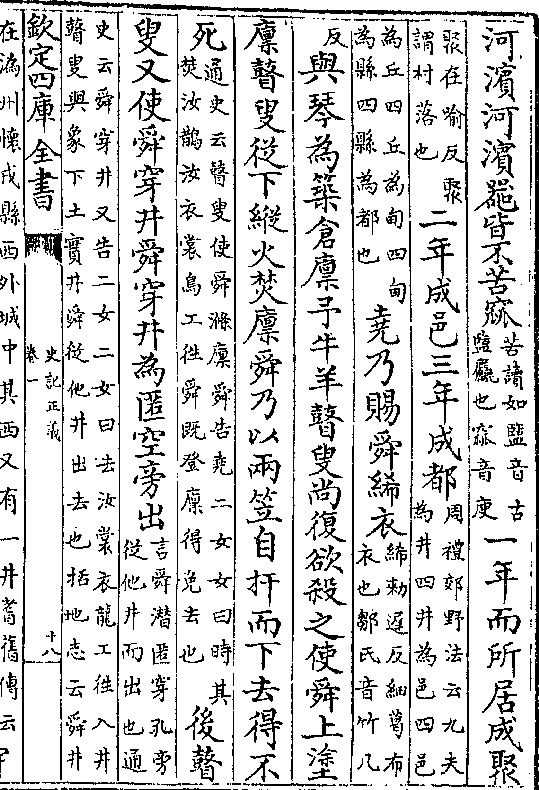 河濱河濱器皆不苦窳苦讀如盬音古盬麤也窳音庾一年而所居成聚
聚在喻反聚謂村落也二年成邑三年成都周禮郊野法云九夫為井四井為邑四邑
為丘四丘為甸四甸為縣四縣為都也堯乃賜舜絺衣絺勑遲反細葛布衣也鄒氏音竹几
反與琴為築倉廩予牛羊瞽叟尚復欲殺之使舜上塗
廩瞽叟從下縱火焚廩舜乃以兩笠自扞而下去得不
死通史云瞽叟使舜滌廩舜告堯二女女曰時其焚汝鵲汝衣裳鳥工往舜既登廩得免去也後瞽
叟又使舜穿井舜穿井為匿空旁出言舜潛匿穿孔旁從他井而出也通
史云舜穿井又告二女二女曰去汝裳衣龍工往入井
瞽叟與象下土實井舜從他井出去也括地志云舜井
欽定四庫全書
史記正義
卷一
十八
在溈州懷戎縣西外城中其西又有一井耆舊傳云